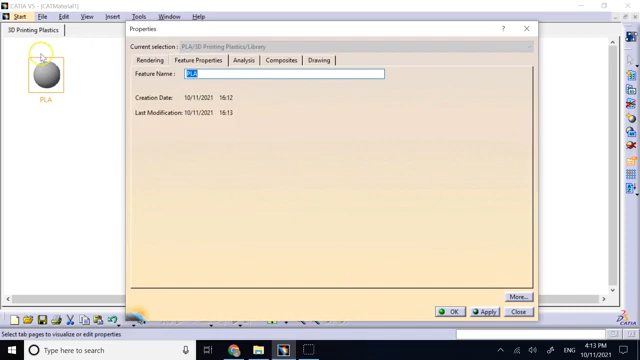 CATIA V5 - [CATMaterial1]
Start File Edit View Insert Tools Window Help
3D Printing Plastics
PLA
Properties
Current selection : PLA/3D Printing Plastics/Library
Rendering Feature Properties Analysis Composites Drawing
Feature Name : PLA
Creation Date: 10/11/2021 16:12
Last Modification: 10/11/2021 16:13
More...
OK Apply Close
Select tab pages to visualize or edit properties
CATIA
Type here to search
ENG
4:13 PM
10/11/2021